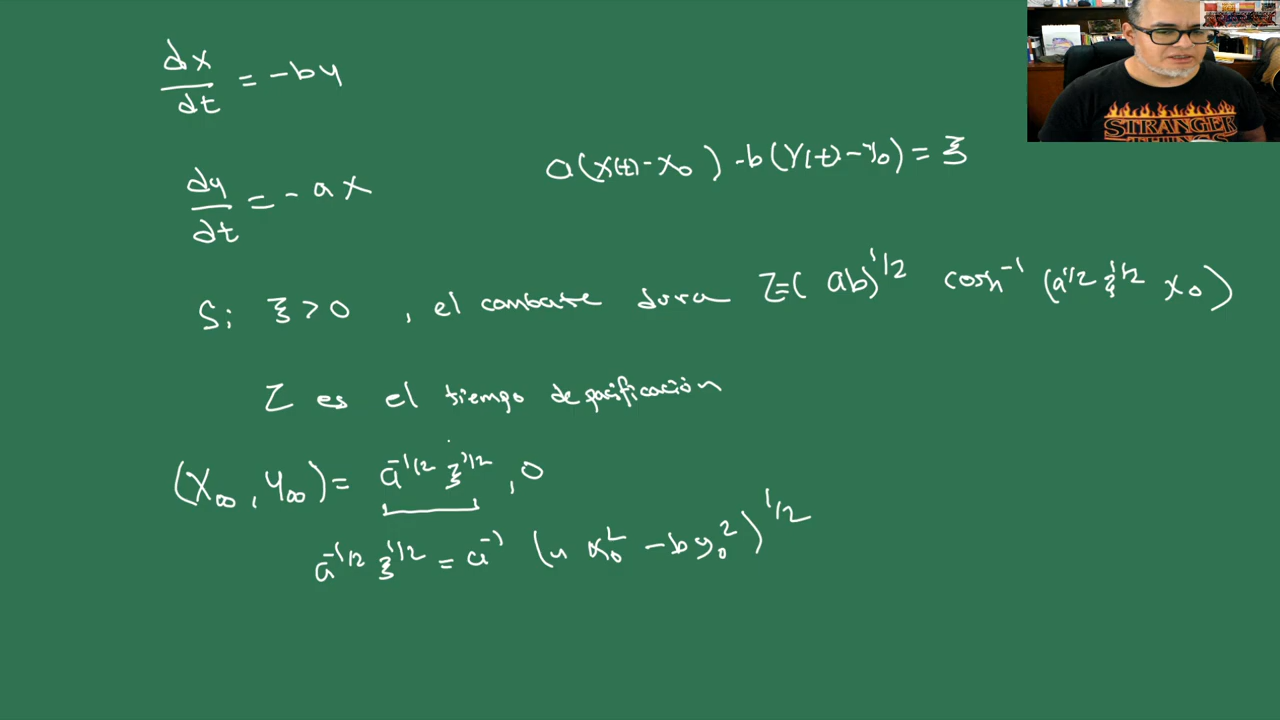 dx/dt = -by
a(X(t)-X₀) -b(Y(t)-Y₀) = ξ
dy/dt = -ax
Si ξ > 0, el combate dura Z=(ab)^1/2 cosh⁻¹(a^1/2 ξ^1/2 x₀)
Z es el tiempo de pacificación
(X∞, Y∞) = a^-1/2 ξ^1/2, 0
a^-1/2 ξ^1/2 = a⁻¹ (a x₀² - b y₀²)^1/2
STRANGER
THINGS